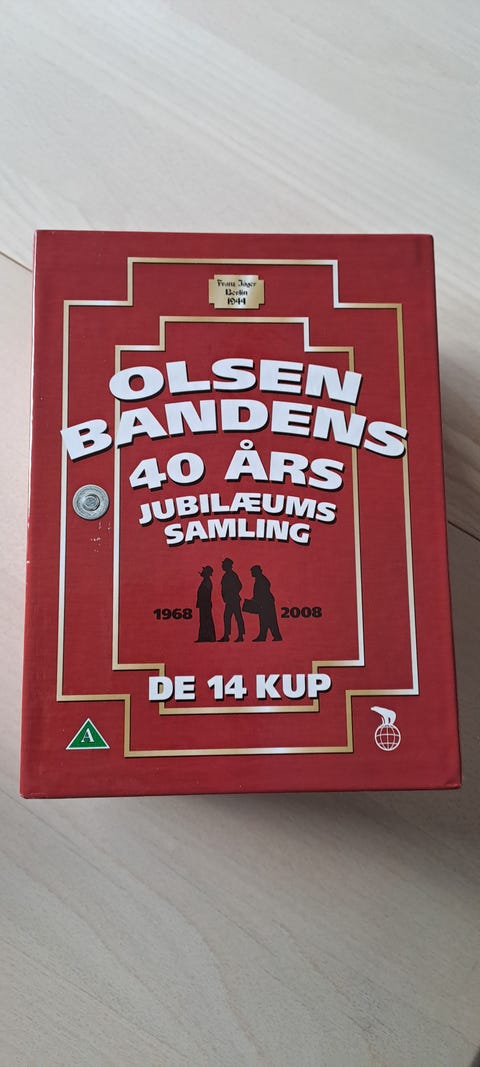 Franz Jäger
Berlin
1944
OLSEN
BANDENS
40 ÅRS
JUBILÆUMS
SAMLING
1968 2008
DE 14 KUP
A